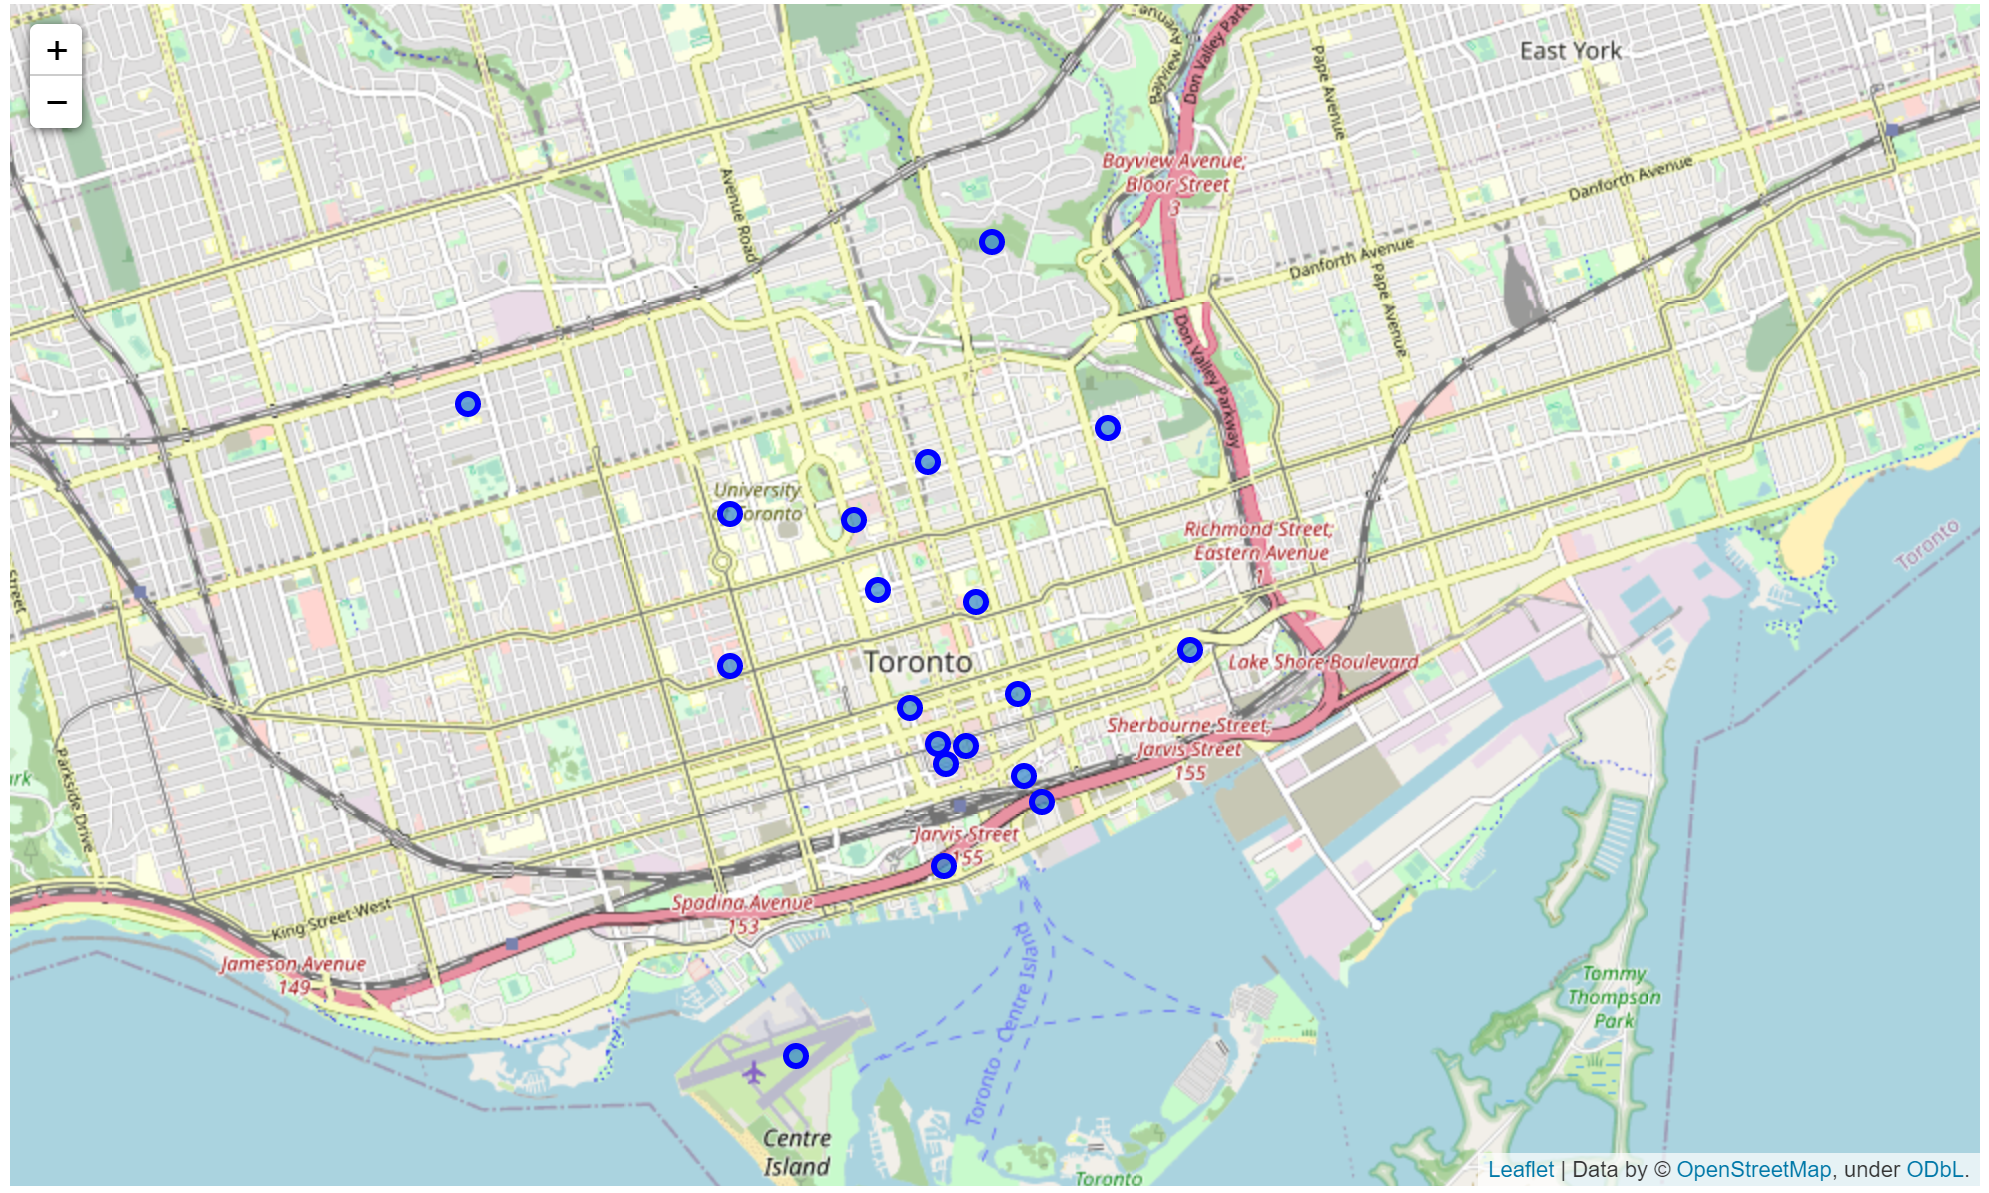 +
−
East York
Bayview Avenue
Don Valley Parkway
Pape Avenue
Bayview Avenue;
Bloor Street
3
Danforth Avenue
Avenue Road
Danforth Avenue
Pape Avenue
Don Valley Parkway
University
Toronto
Richmond Street;
Eastern Avenue
1
Toronto
Street
Toronto
Lake Shore Boulevard
Sherbourne Street;
Jarvis Street
155
Parkside Drive
Jarvis Street
155
Spadina Avenue
153
King Street West
Jameson Avenue
149
Toronto - Centre Island
Tommy
Thompson
Park
Centre
Island
Toronto
Leaflet | Data by © OpenStreetMap, under ODbL.